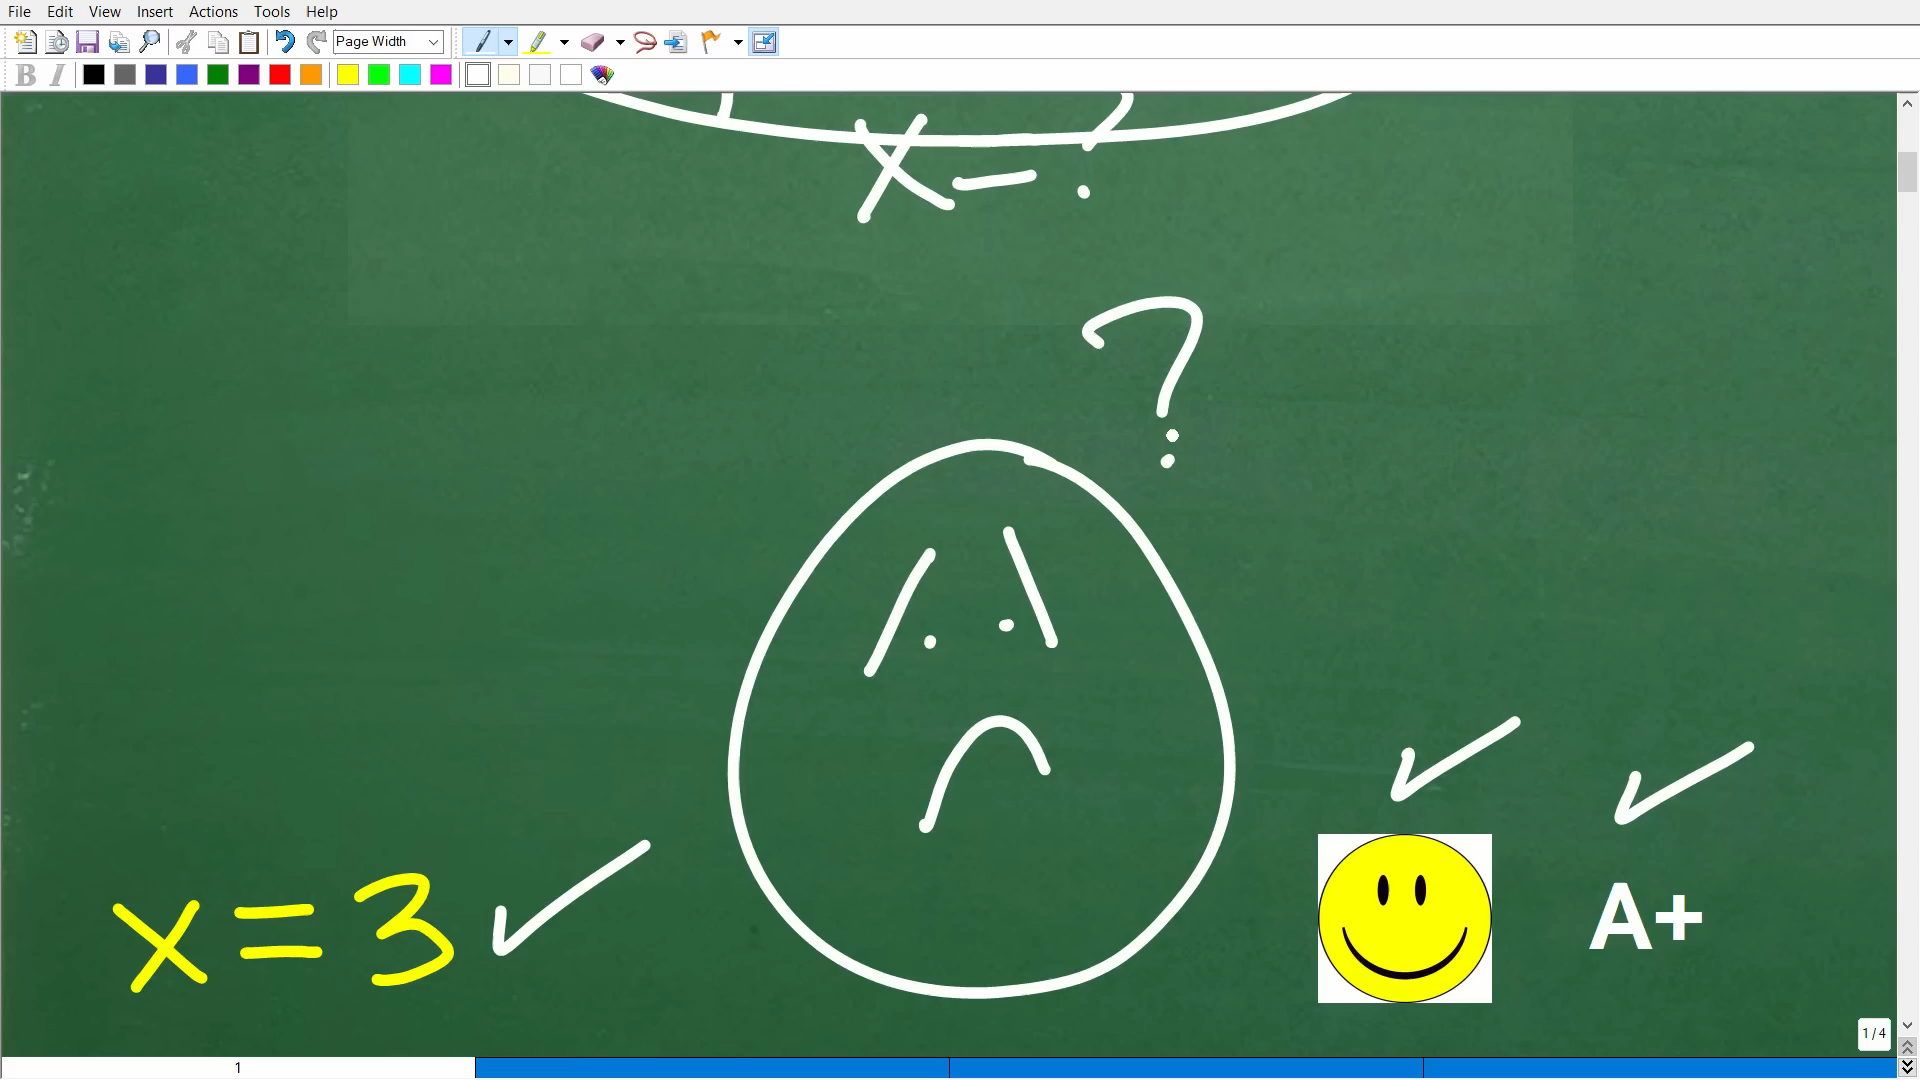 File Edit View Insert Actions Tools Help
Page Width
B I
x - ?
?
x = 3
A+
1 / 4
1